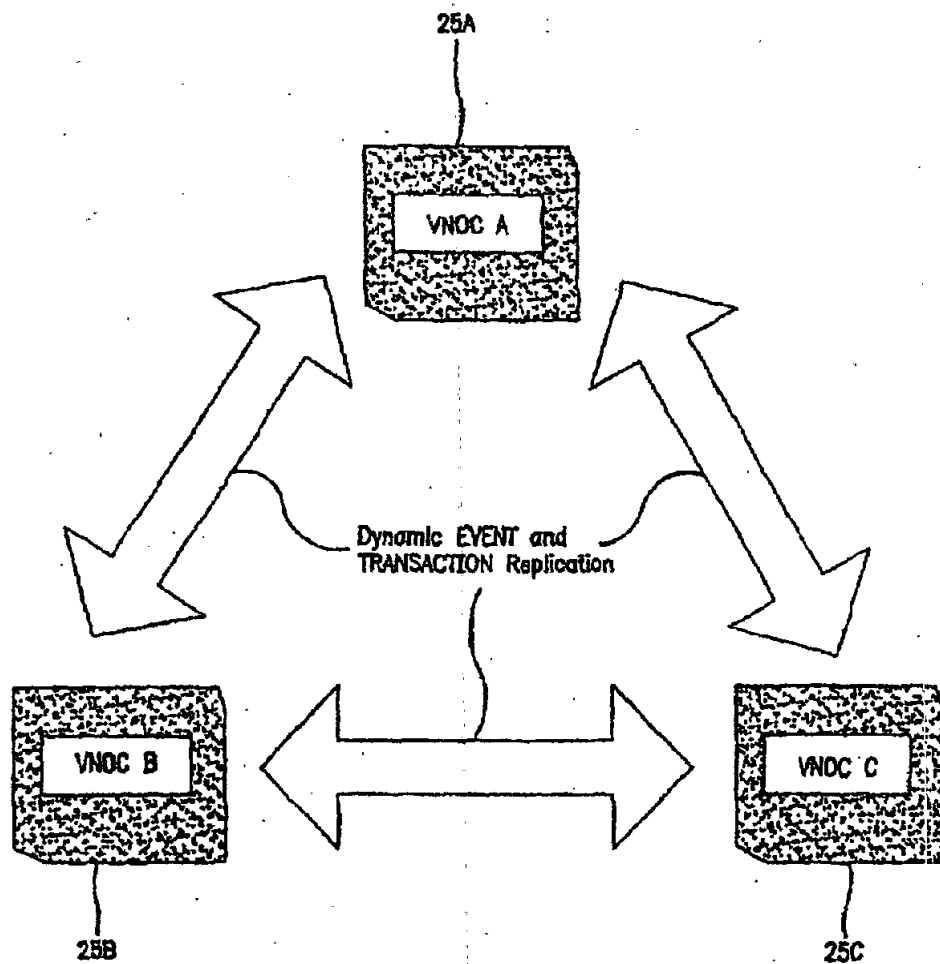 25A
VNOC A
Dynamic EVENT and
TRANSACTION Replication
VNOC B
VNOC C
25B
25C